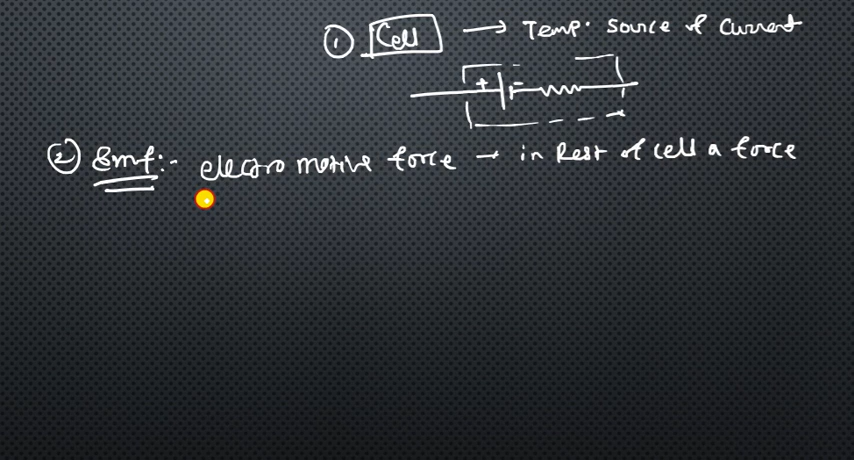 ① Cell → Temp. Source of Current
+ -
② Emf :- electro motive force → in Rest of cell a force